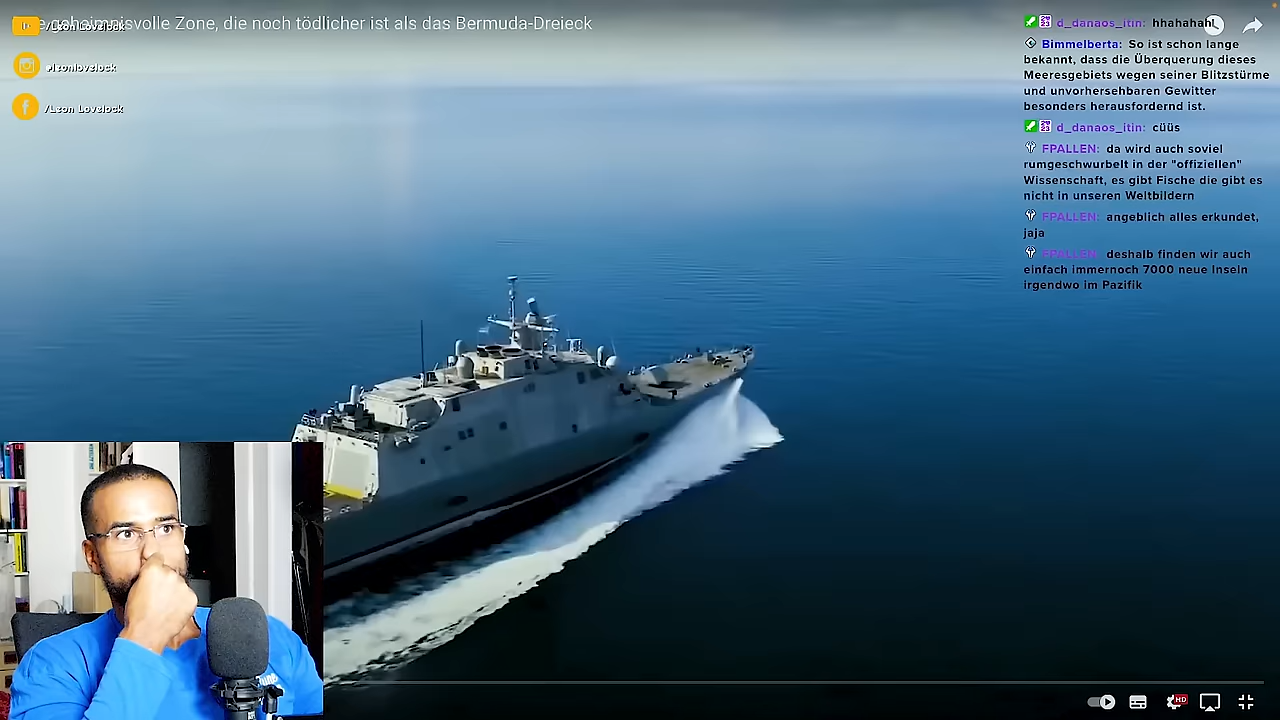 geheimnisvolle Zone, die noch tödlicher ist als das Bermuda-Dreieck
/Leon Lovelock
@leonlovelock
/Leon Lovelock
d_danaos_itin: hhahahah!
Bimmelberta: So ist schon lange
bekannt, dass die Überquerung dieses
Meeresgebiets wegen seiner Blitzstürme
und unvorhersehbaren Gewitter
besonders herausfordernd ist.
d_danaos_itin: cüüs
FPALLEN: da wird auch soviel
rumgeschwurbelt in der "offiziellen"
Wissenschaft, es gibt Fische die gibt es
nicht in unseren Weltbildern
FPALLEN: angeblich alles erkundet,
jaja
FPALLEN: deshalb finden wir auch
einfach immernoch 7000 neue Inseln
irgendwo im Pazifik
HD